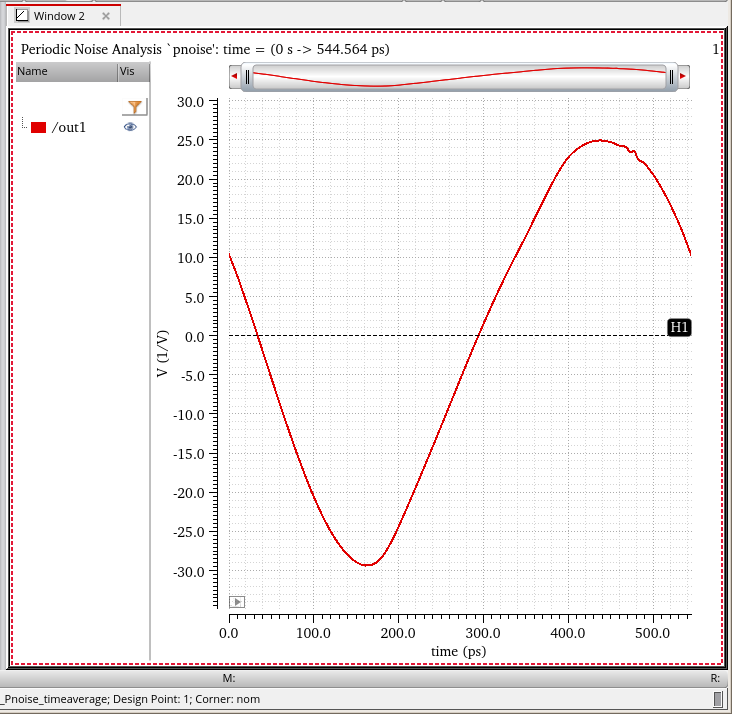 Window 2
Periodic Noise Analysis `pnoise': time = (0 s -> 544.564 ps)
1
Name
Vis
/out1
30.0
25.0
20.0
15.0
10.0
5.0
0.0
-5.0
-10.0
-15.0
-20.0
-25.0
-30.0
V (1/V)
H1
0.0
100.0
200.0
300.0
400.0
500.0
time (ps)
M:
R:
_Pnoise_timeaverage; Design Point: 1; Corner: nom